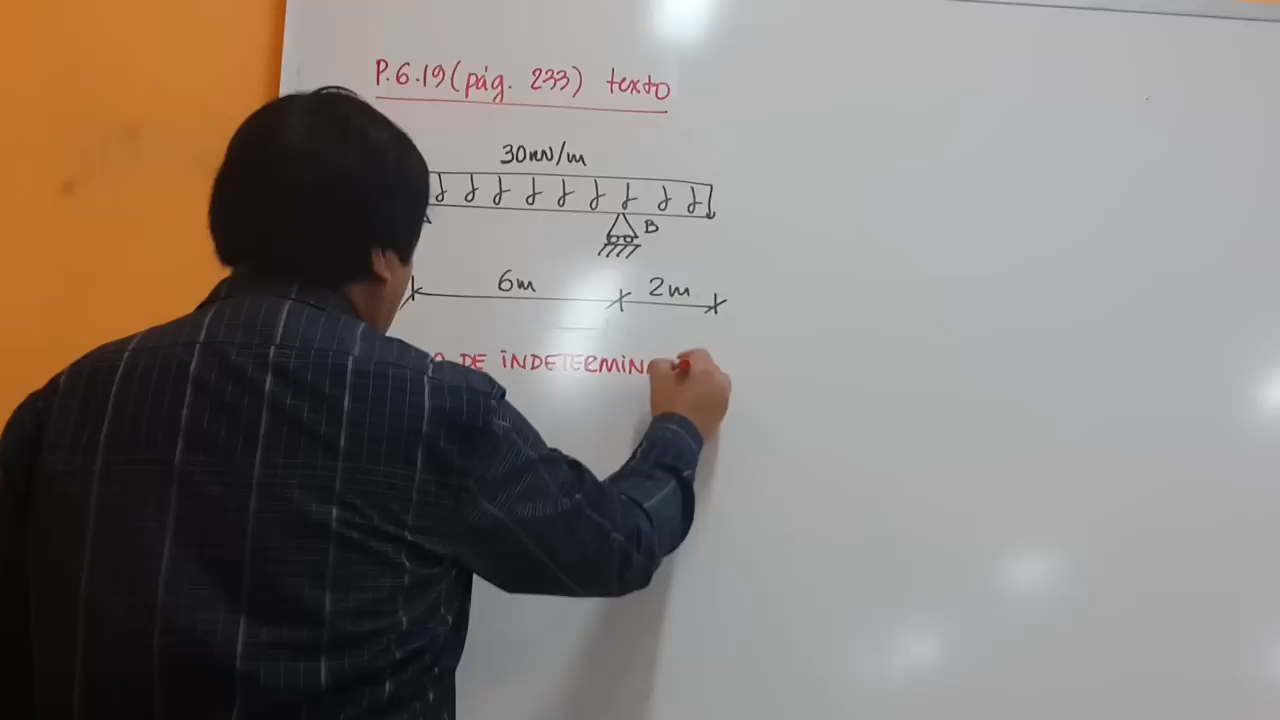 P.6.19 (pág. 233) texto
30kN/m
B
6m 2m
DE INDETERMIN